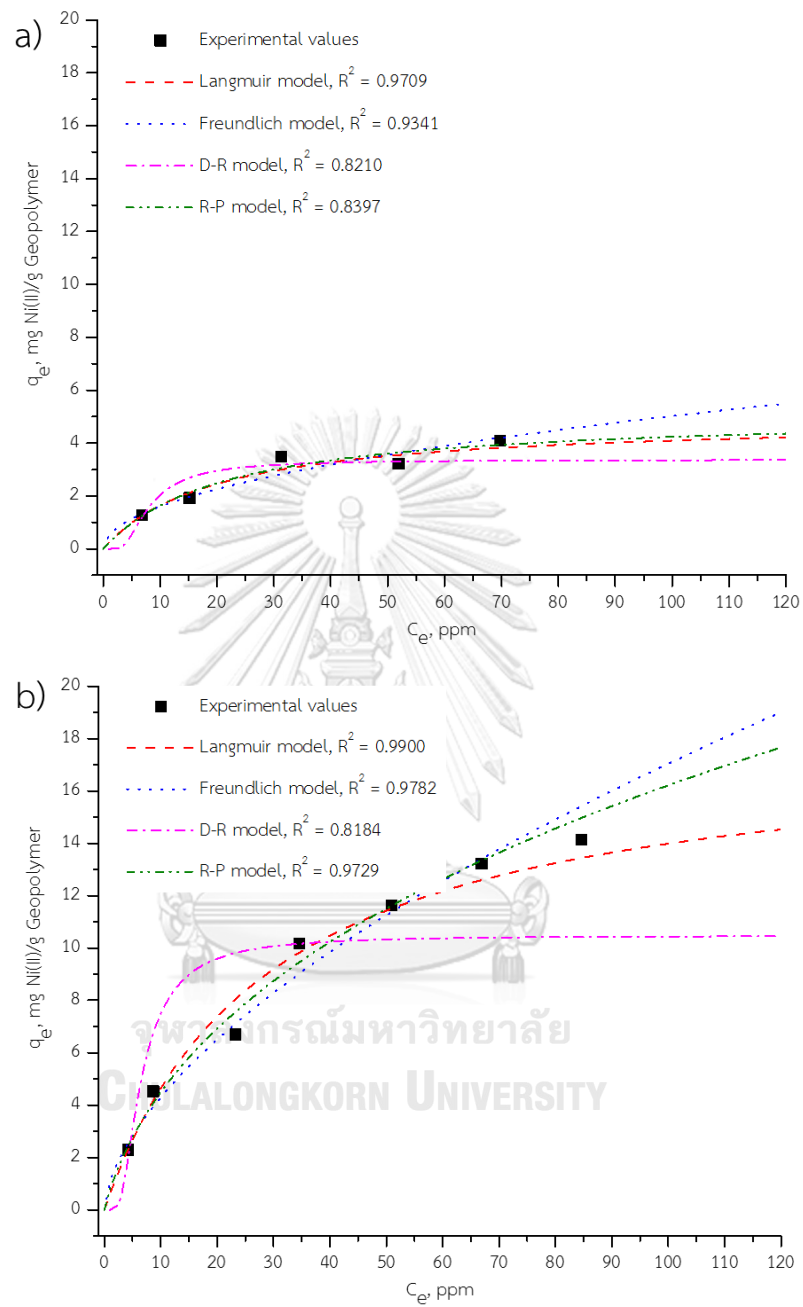 a)
Experimental values
Langmuir model, R² = 0.9709
Freundlich model, R² = 0.9341
D-R model, R² = 0.8210
R-P model, R² = 0.8397
20
18
16
14
12
10
8
6
4
2
0
qe, mg Ni(II)/g Geopolymer
0 10 20 30 40 50 60 70 80 90 100 110 120
Ce, ppm
b)
Experimental values
Langmuir model, R² = 0.9900
Freundlich model, R² = 0.9782
D-R model, R² = 0.8184
R-P model, R² = 0.9729
20
18
16
14
12
10
8
6
4
2
0
qe, mg Ni(II)/g Geopolymer
จุฬาลงกรณ์มหาวิทยาลัย
CHULALONGKORN UNIVERSITY
0 10 20 30 40 50 60 70 80 90 100 110 120
Ce, ppm